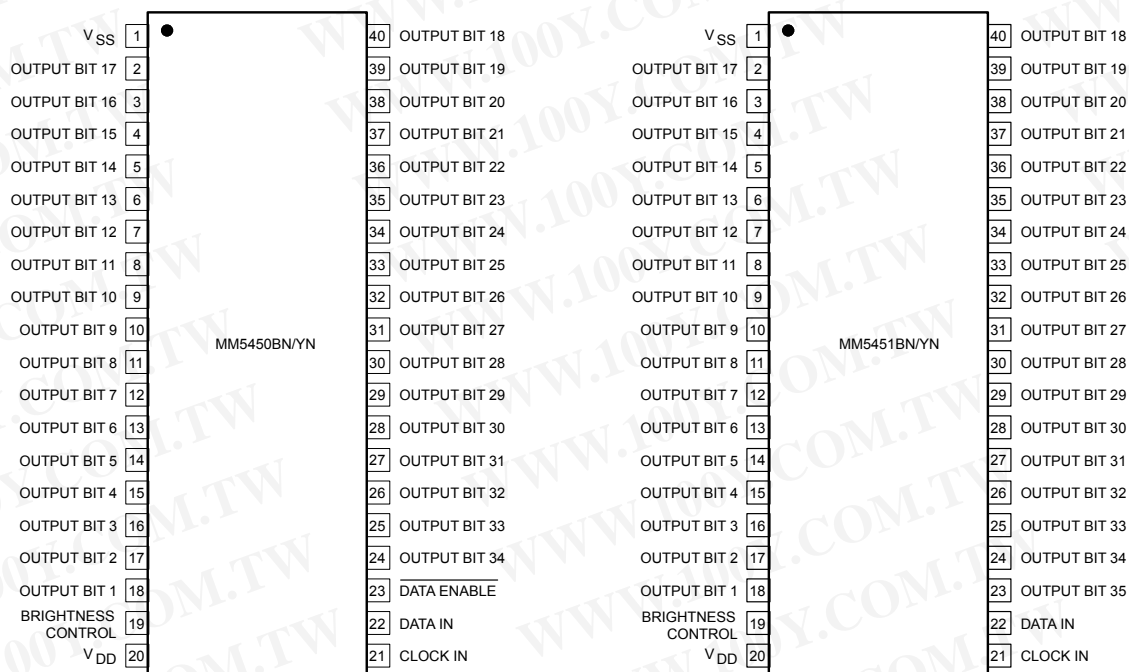 V SS 1 40 OUTPUT BIT 18
OUTPUT BIT 17 2 39 OUTPUT BIT 19
OUTPUT BIT 16 3 38 OUTPUT BIT 20
OUTPUT BIT 15 4 37 OUTPUT BIT 21
OUTPUT BIT 14 5 36 OUTPUT BIT 22
OUTPUT BIT 13 6 35 OUTPUT BIT 23
OUTPUT BIT 12 7 34 OUTPUT BIT 24
OUTPUT BIT 11 8 33 OUTPUT BIT 25
OUTPUT BIT 10 9 32 OUTPUT BIT 26
OUTPUT BIT 9 10 31 OUTPUT BIT 27
MM5450BN/YN
OUTPUT BIT 8 11 30 OUTPUT BIT 28
OUTPUT BIT 7 12 29 OUTPUT BIT 29
OUTPUT BIT 6 13 28 OUTPUT BIT 30
OUTPUT BIT 5 14 27 OUTPUT BIT 31
OUTPUT BIT 4 15 26 OUTPUT BIT 32
OUTPUT BIT 3 16 25 OUTPUT BIT 33
OUTPUT BIT 2 17 24 OUTPUT BIT 34
OUTPUT BIT 1 18 23 DATA ENABLE
BRIGHTNESS
CONTROL 19 22 DATA IN
V DD 20 21 CLOCK IN
V SS 1 40 OUTPUT BIT 18
OUTPUT BIT 17 2 39 OUTPUT BIT 19
OUTPUT BIT 16 3 38 OUTPUT BIT 20
OUTPUT BIT 15 4 37 OUTPUT BIT 21
OUTPUT BIT 14 5 36 OUTPUT BIT 22
OUTPUT BIT 13 6 35 OUTPUT BIT 23
OUTPUT BIT 12 7 34 OUTPUT BIT 24
OUTPUT BIT 11 8 33 OUTPUT BIT 25
OUTPUT BIT 10 9 32 OUTPUT BIT 26
OUTPUT BIT 9 10 31 OUTPUT BIT 27
MM5451BN/YN
OUTPUT BIT 8 11 30 OUTPUT BIT 28
OUTPUT BIT 7 12 29 OUTPUT BIT 29
OUTPUT BIT 6 13 28 OUTPUT BIT 30
OUTPUT BIT 5 14 27 OUTPUT BIT 31
OUTPUT BIT 4 15 26 OUTPUT BIT 32
OUTPUT BIT 3 16 25 OUTPUT BIT 33
OUTPUT BIT 2 17 24 OUTPUT BIT 34
OUTPUT BIT 1 18 23 OUTPUT BIT 35
BRIGHTNESS
CONTROL 19 22 DATA IN
V DD 20 21 CLOCK IN
WWW.100Y.COM.TW